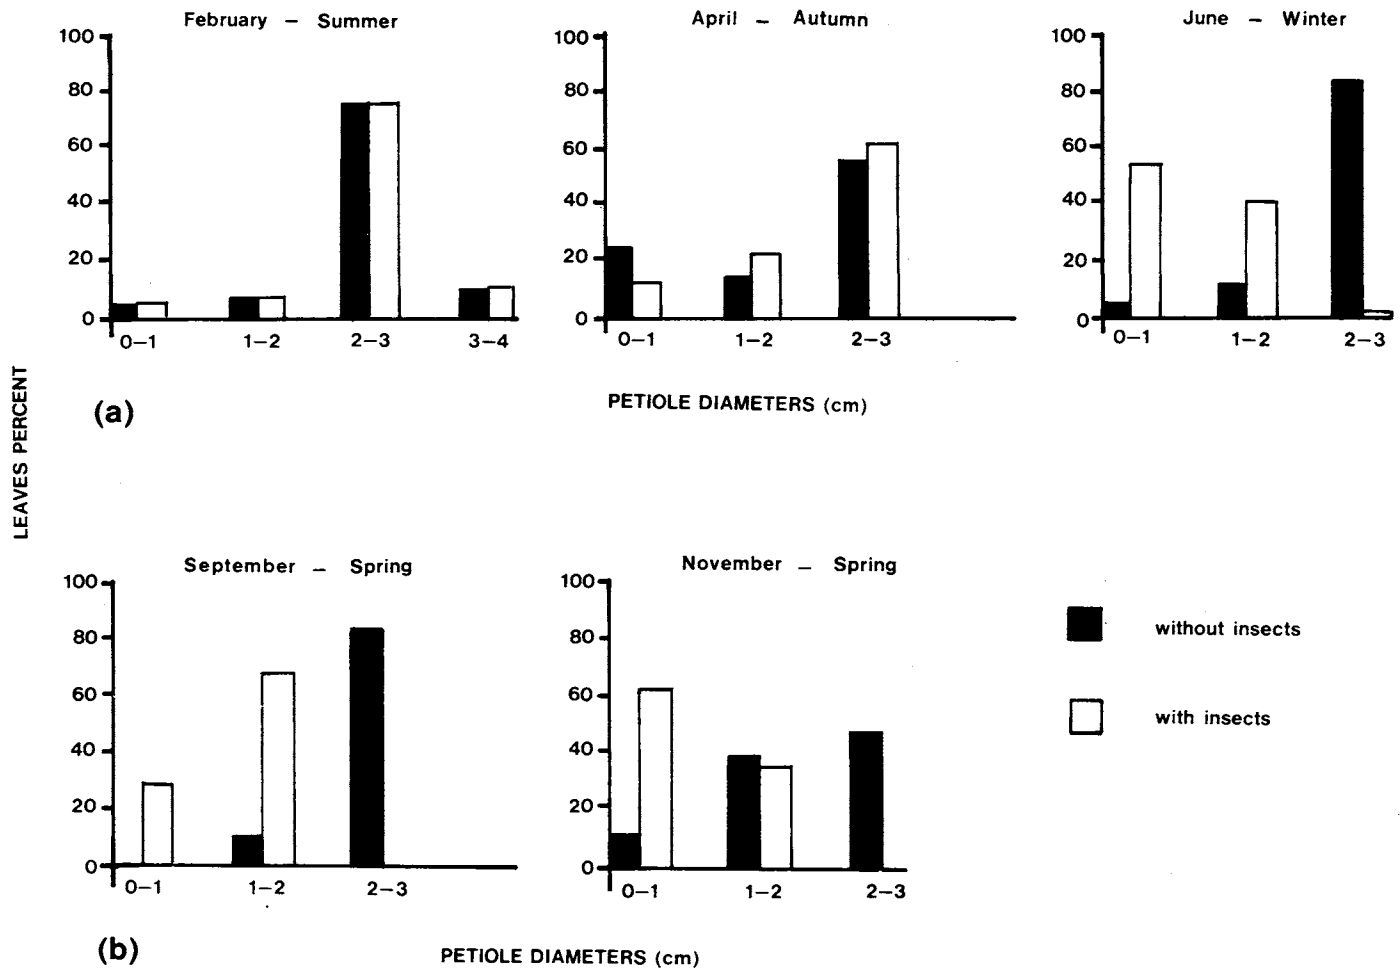 February – Summer
100
80
60
40
20
0
0–1 1–2 2–3 3–4
April – Autumn
100
80
60
40
20
0
0–1 1–2 2–3
June – Winter
100
80
60
40
20
0
0–1 1–2 2–3
(a)
PETIOLE DIAMETERS (cm)
LEAVES PERCENT
September – Spring
100
80
60
40
20
0
0–1 1–2 2–3
November – Spring
100
80
60
40
20
0
0–1 1–2 2–3
without insects
with insects
(b)
PETIOLE DIAMETERS (cm)